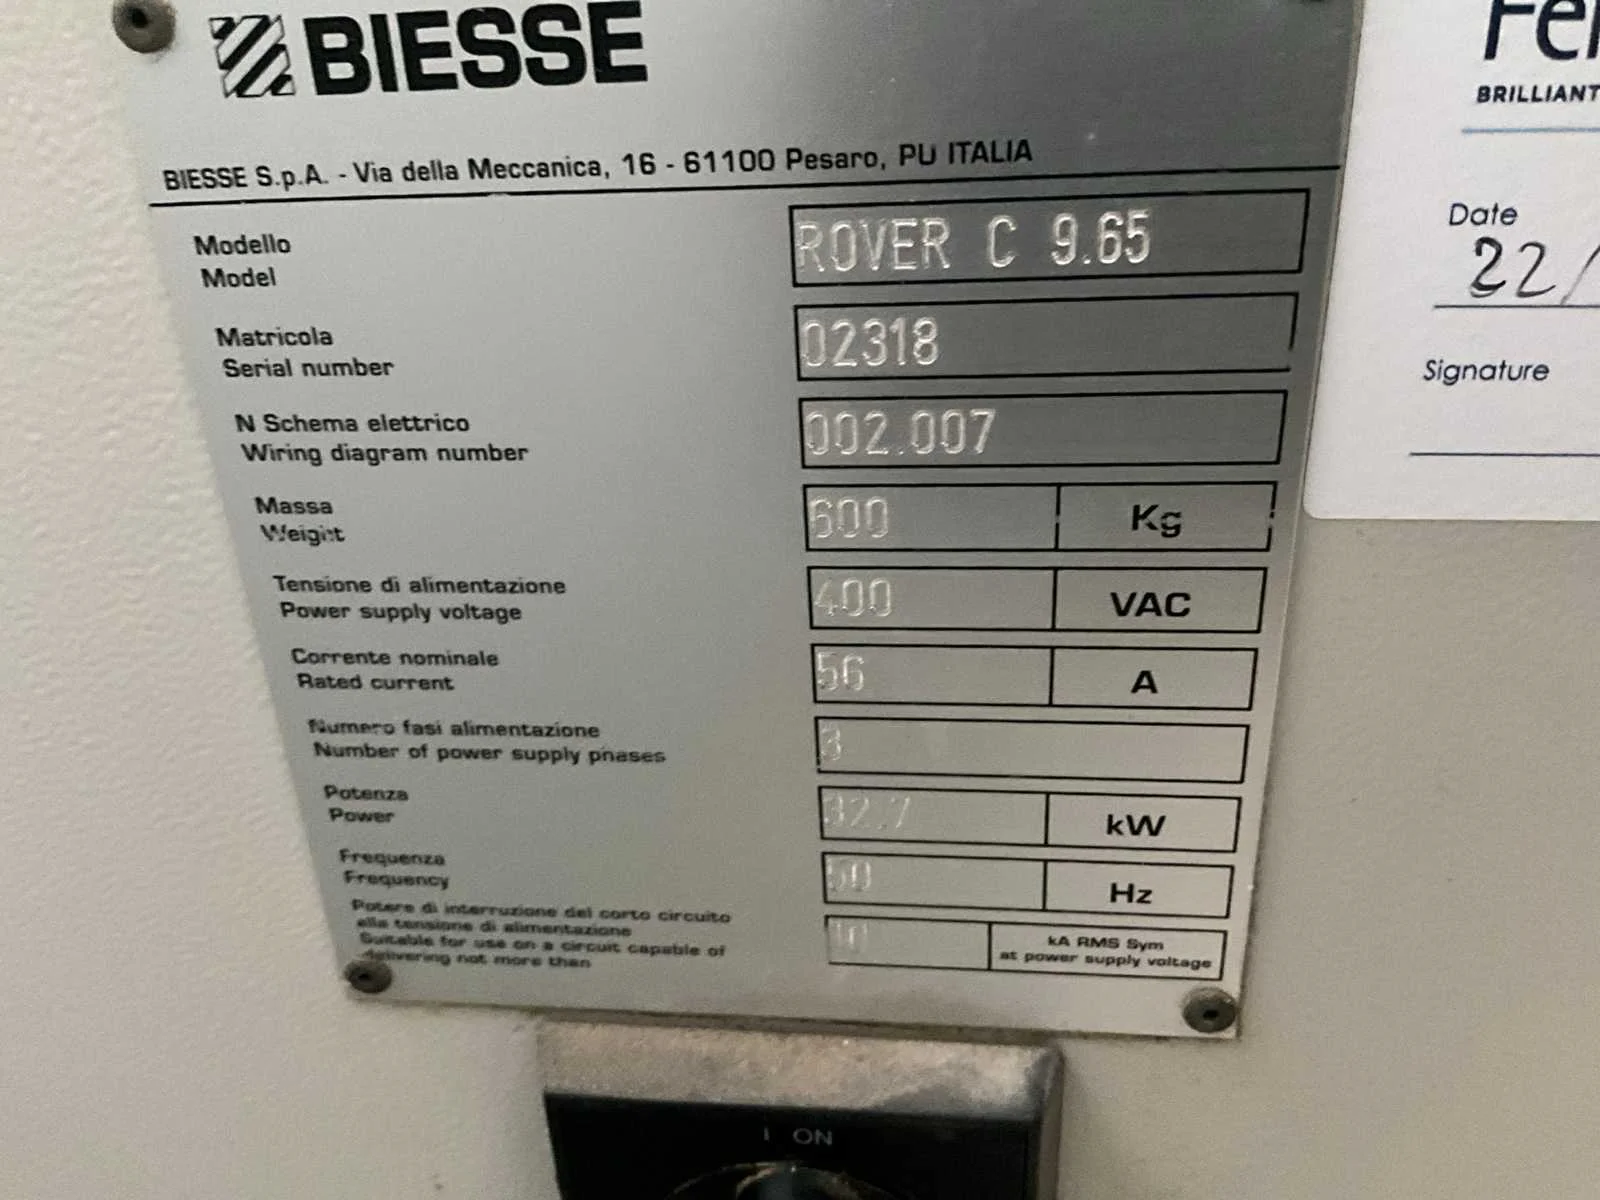 BIESSE
BIESSE S.p.A. - Via della Meccanica, 16 - 61100 Pesaro, PU ITALIA
Modello
Model
ROVER C 9.65
Matricola
Serial number
02318
N Schema elettrico
Wiring diagram number
002.007
Massa
Weight
600
Kg
Tensione di alimentazione
Power supply voltage
400
VAC
Corrente nominale
Rated current
56
A
Numero fasi alimentazione
Number of power supply phases
3
Potenza
Power
32.7
kW
Frequenza
Frequency
50
Hz
Potere di interruzione del corto circuito
alla tensione di alimentazione
Suitable for use on a circuit capable of
delivering not more than
kA RMS Sym
at power supply voltage
I ON
BRILLIANT
Date
22/
Signature